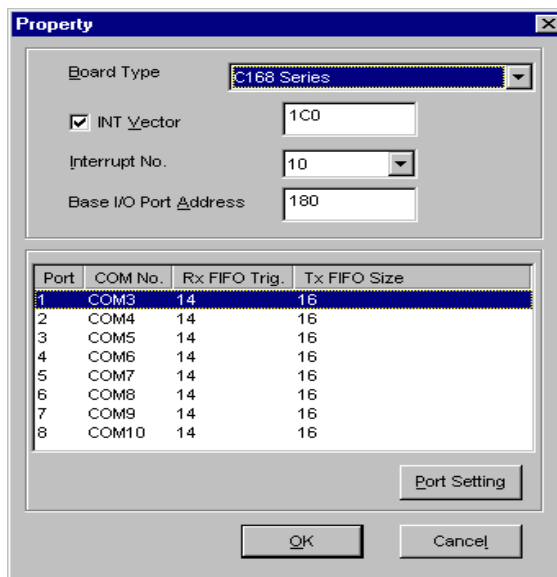 Property
Board Type C168 Series
INT Vector 1C0
Interrupt No. 10
Base I/O Port Address 180
Port COM No. Rx FIFO Trig. Tx FIFO Size
1 COM3 14 16
2 COM4 14 16
3 COM5 14 16
4 COM6 14 16
5 COM7 14 16
6 COM8 14 16
7 COM9 14 16
8 COM10 14 16
Port Setting
OK Cancel